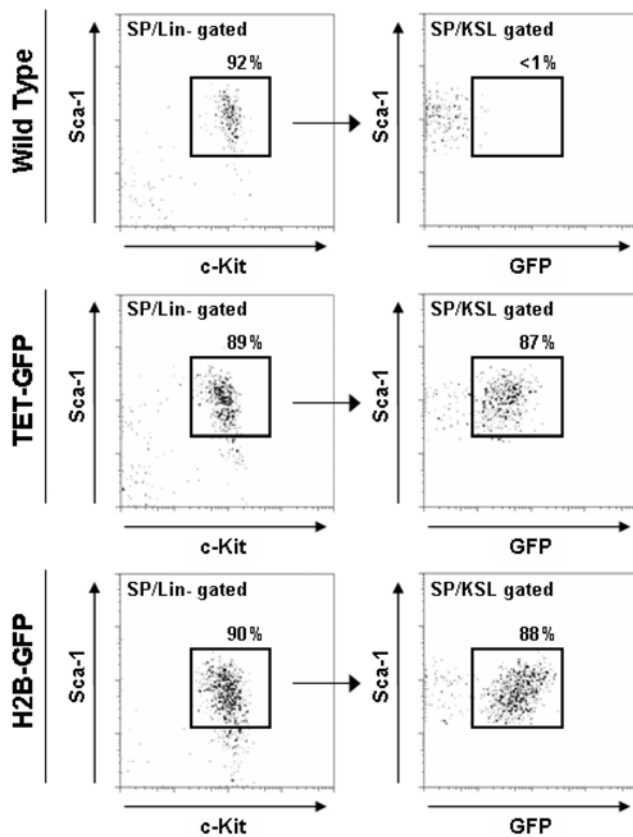 Wild Type
SP/Lin- gated
92%
Sca-1
c-Kit
SP/KSL gated
<1%
Sca-1
GFP
TET-GFP
SP/Lin- gated
89%
Sca-1
c-Kit
SP/KSL gated
87%
Sca-1
GFP
H2B-GFP
SP/Lin- gated
90%
Sca-1
c-Kit
SP/KSL gated
88%
Sca-1
GFP